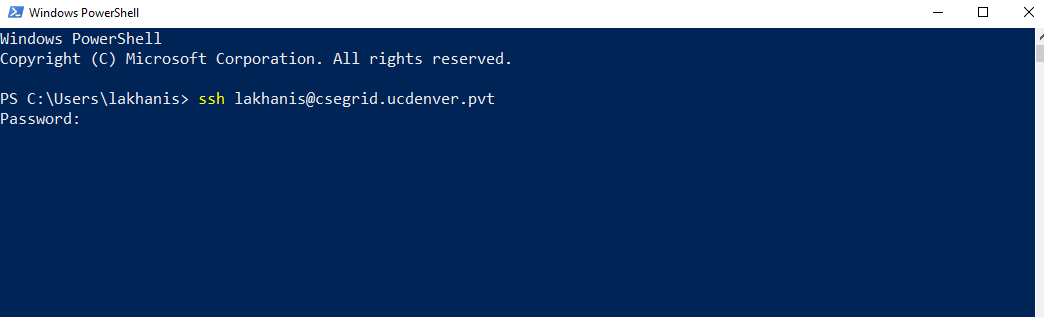 Windows PowerShell
Windows PowerShell
Copyright (C) Microsoft Corporation. All rights reserved.
PS C:\Users\lakhanis> ssh lakhanis@csegrid.ucdenver.pvt
Password: